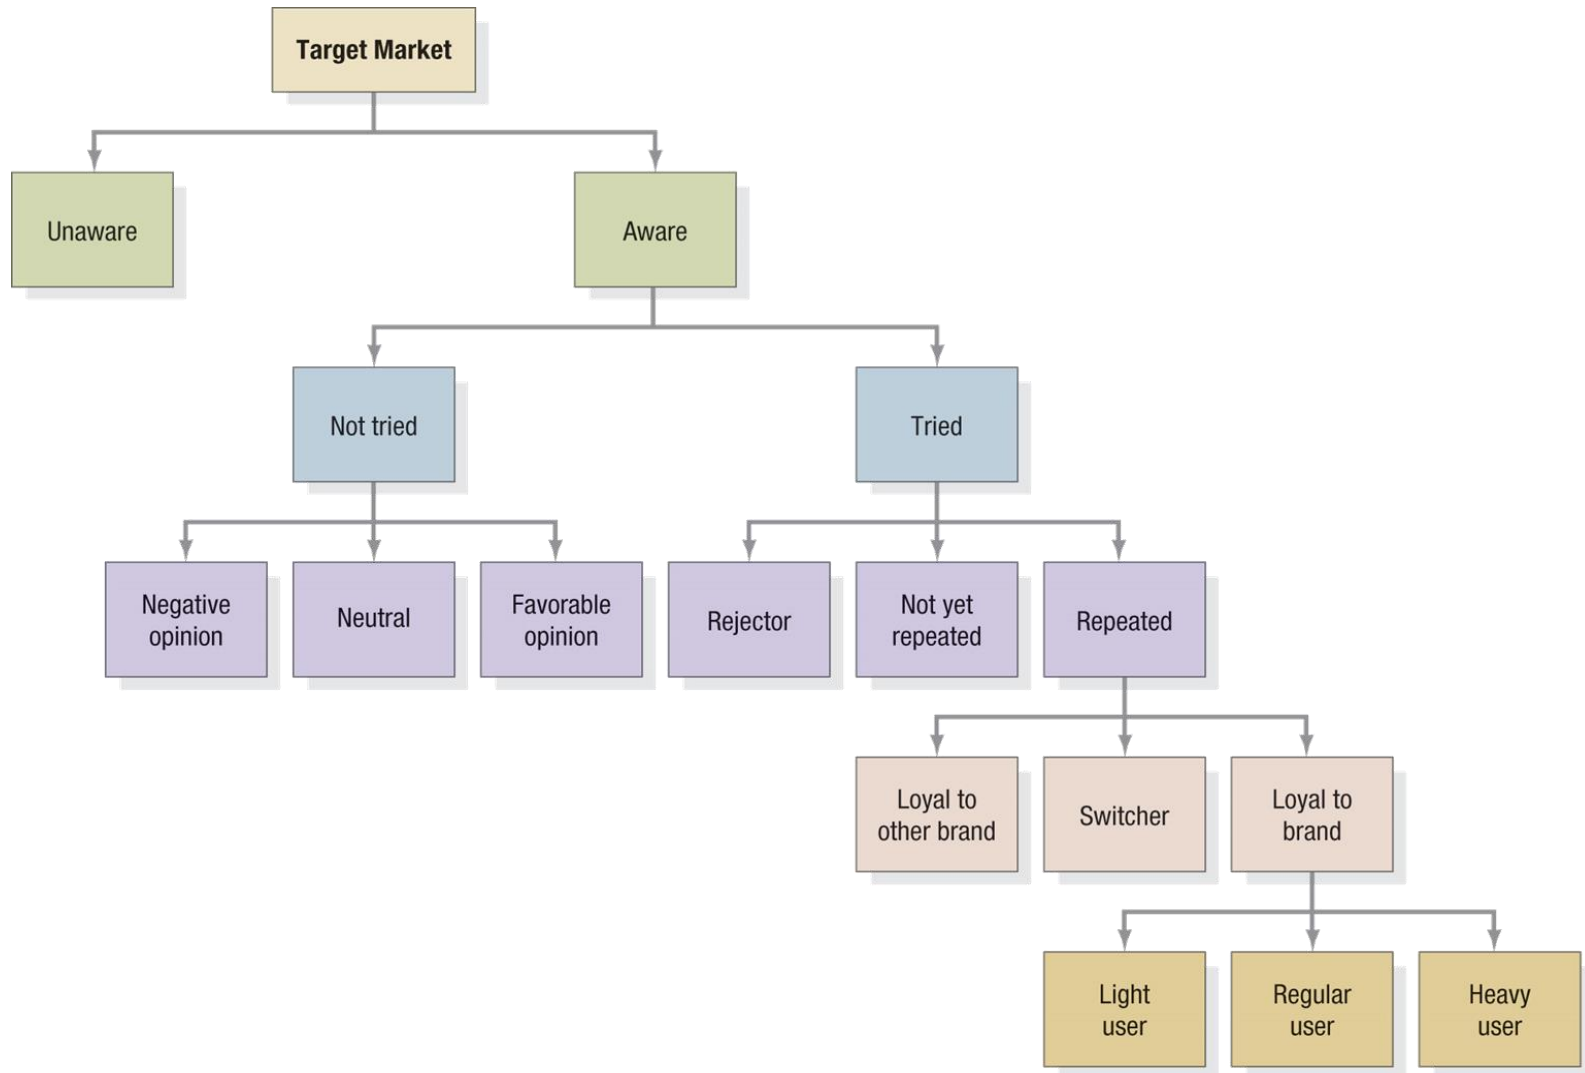 Target Market
Unaware
Aware
Not tried
Tried
Negative
opinion
Neutral
Favorable
opinion
Rejector
Not yet
repeated
Repeated
Loyal to
other brand
Switcher
Loyal to
brand
Light
user
Regular
user
Heavy
user